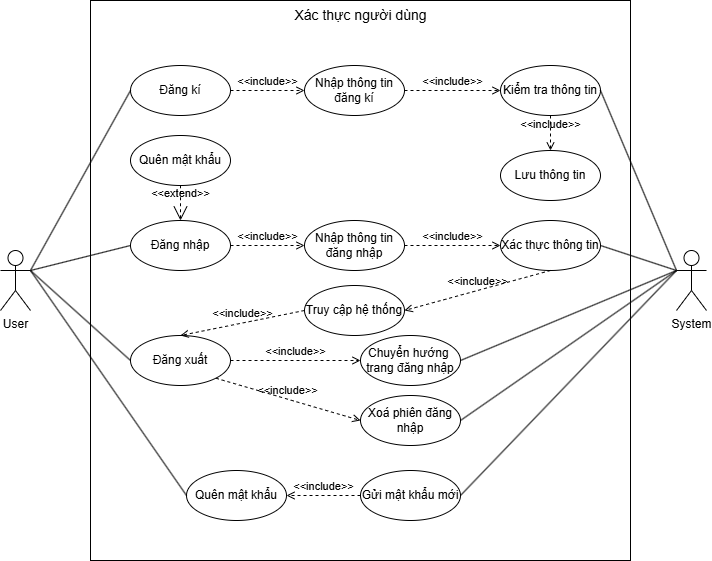 Xác thực người dùng
Đăng kí
<<include>>
Nhập thông tin
đăng kí
<<include>>
Kiểm tra thông tin
<<include>>
Quên mật khẩu
Lưu thông tin
<<extend>>
Đăng nhập
<<include>>
Nhập thông tin
đăng nhập
<<include>>
Xác thực thông tin
<<include>>
Truy cập hệ thống
<<include>>
User
System
Đăng xuất
<<include>>
Chuyển hướng
trang đăng nhập
<<include>>
Xoá phiên đăng
nhập
Quên mật khẩu
<<include>>
Gửi mật khẩu mới